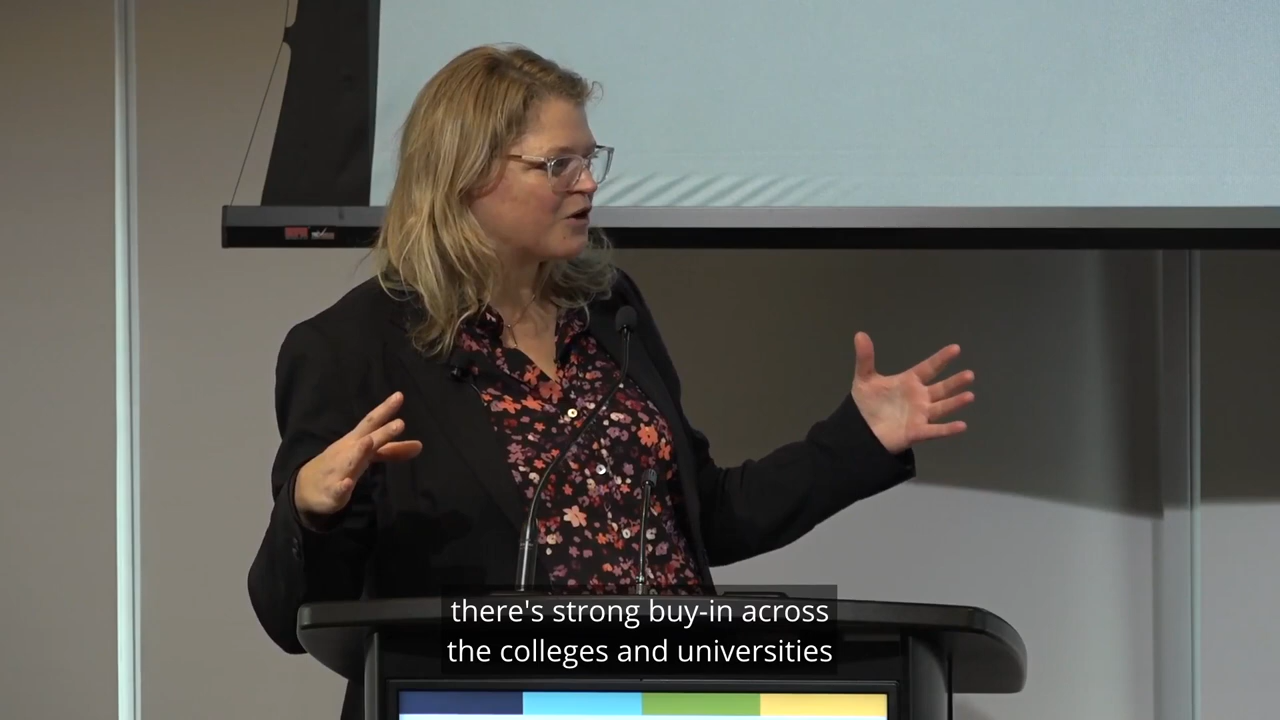 there's strong buy-in across
the colleges and universities